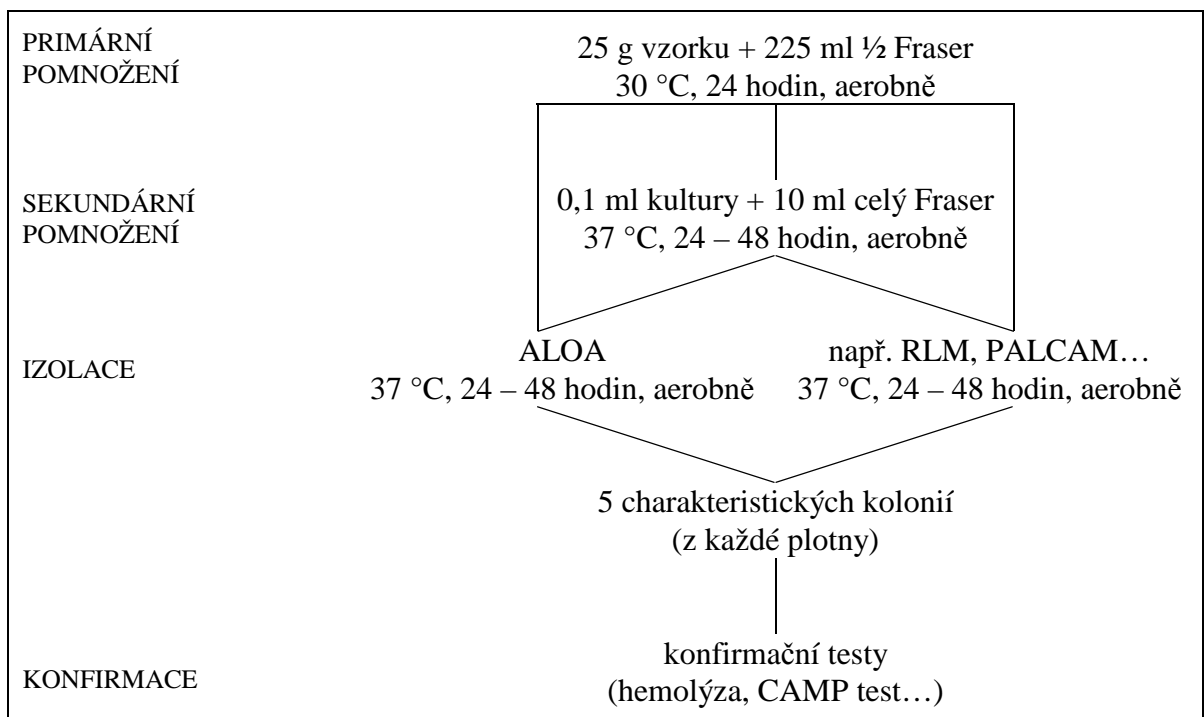 PRIMÁRNÍ
POMNOŽENÍ
25 g vzorku + 225 ml ½ Fraser
30 °C, 24 hodin, aerobně
SEKUNDÁRNÍ
POMNOŽENÍ
0,1 ml kultury + 10 ml celý Fraser
37 °C, 24 – 48 hodin, aerobně
IZOLACE
ALOA
37 °C, 24 – 48 hodin, aerobně
např. RLM, PALCAM…
37 °C, 24 – 48 hodin, aerobně
5 charakteristických kolonií
(z každé plotny)
KONFIRMACE
konfirmační testy
(hemolýza, CAMP test…)